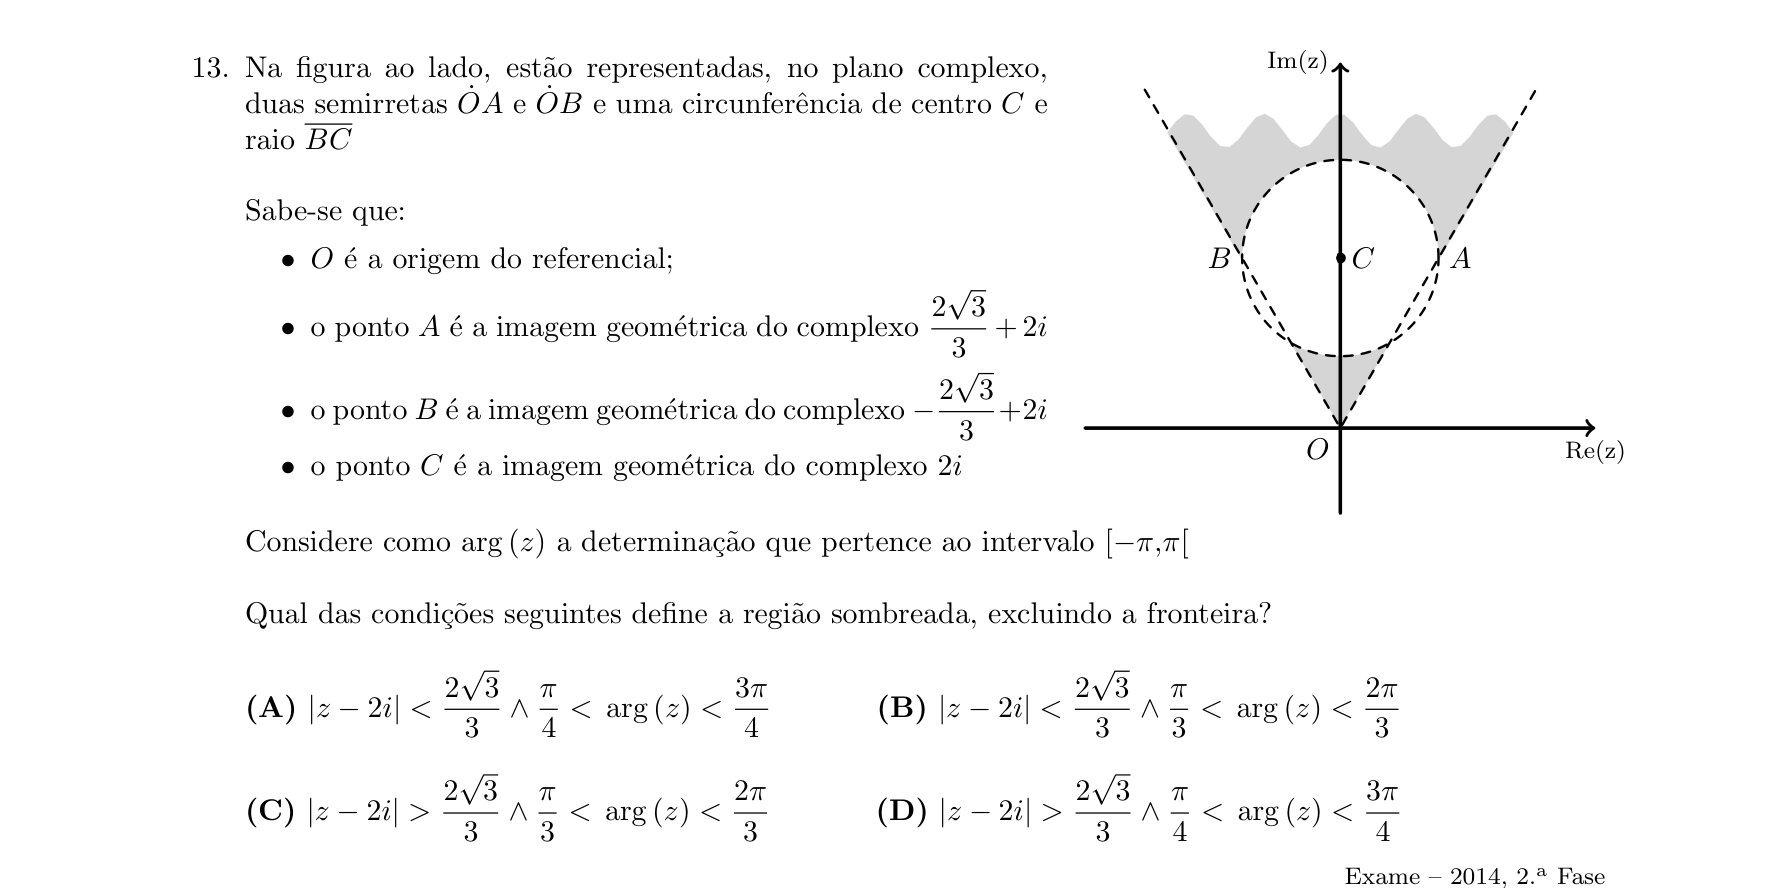 13. Na figura ao lado, estão representadas, no plano complexo,
duas semirretas ȮA e ȮB e uma circunferência de centro C e
raio $\overline{BC}$
Sabe-se que:
• O é a origem do referencial;
• o ponto A é a imagem geométrica do complexo $\frac{2\sqrt{3}}{3} + 2i$
• o ponto B é a imagem geométrica do complexo $-\frac{2\sqrt{3}}{3} + 2i$
• o ponto C é a imagem geométrica do complexo 2i
Im(z)
B
C
A
O
Re(z)
Considere como arg (z) a determinação que pertence ao intervalo [−π,π[
Qual das condições seguintes define a região sombreada, excluindo a fronteira?
(A) $|z - 2i| < \frac{2\sqrt{3}}{3} \wedge \frac{\pi}{4} < \arg(z) < \frac{3\pi}{4}$
(B) $|z - 2i| < \frac{2\sqrt{3}}{3} \wedge \frac{\pi}{3} < \arg(z) < \frac{2\pi}{3}$
(C) $|z - 2i| > \frac{2\sqrt{3}}{3} \wedge \frac{\pi}{3} < \arg(z) < \frac{2\pi}{3}$
(D) $|z - 2i| > \frac{2\sqrt{3}}{3} \wedge \frac{\pi}{4} < \arg(z) < \frac{3\pi}{4}$
Exame – 2014, 2.ª Fase